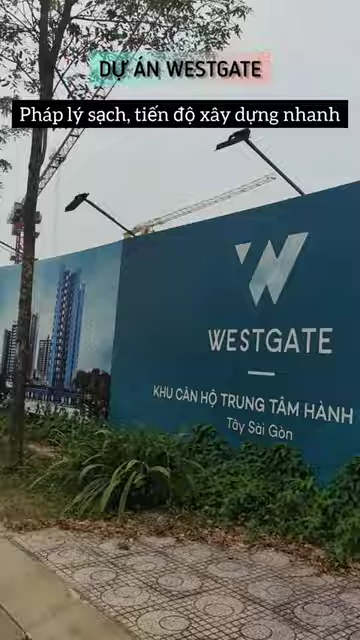 DỰ ÁN WESTGATE
Pháp lý sạch, tiến độ xây dựng nhanh
WESTGATE
KHU CĂN HỘ TRUNG TÂM HÀNH
Tây Sài Gòn